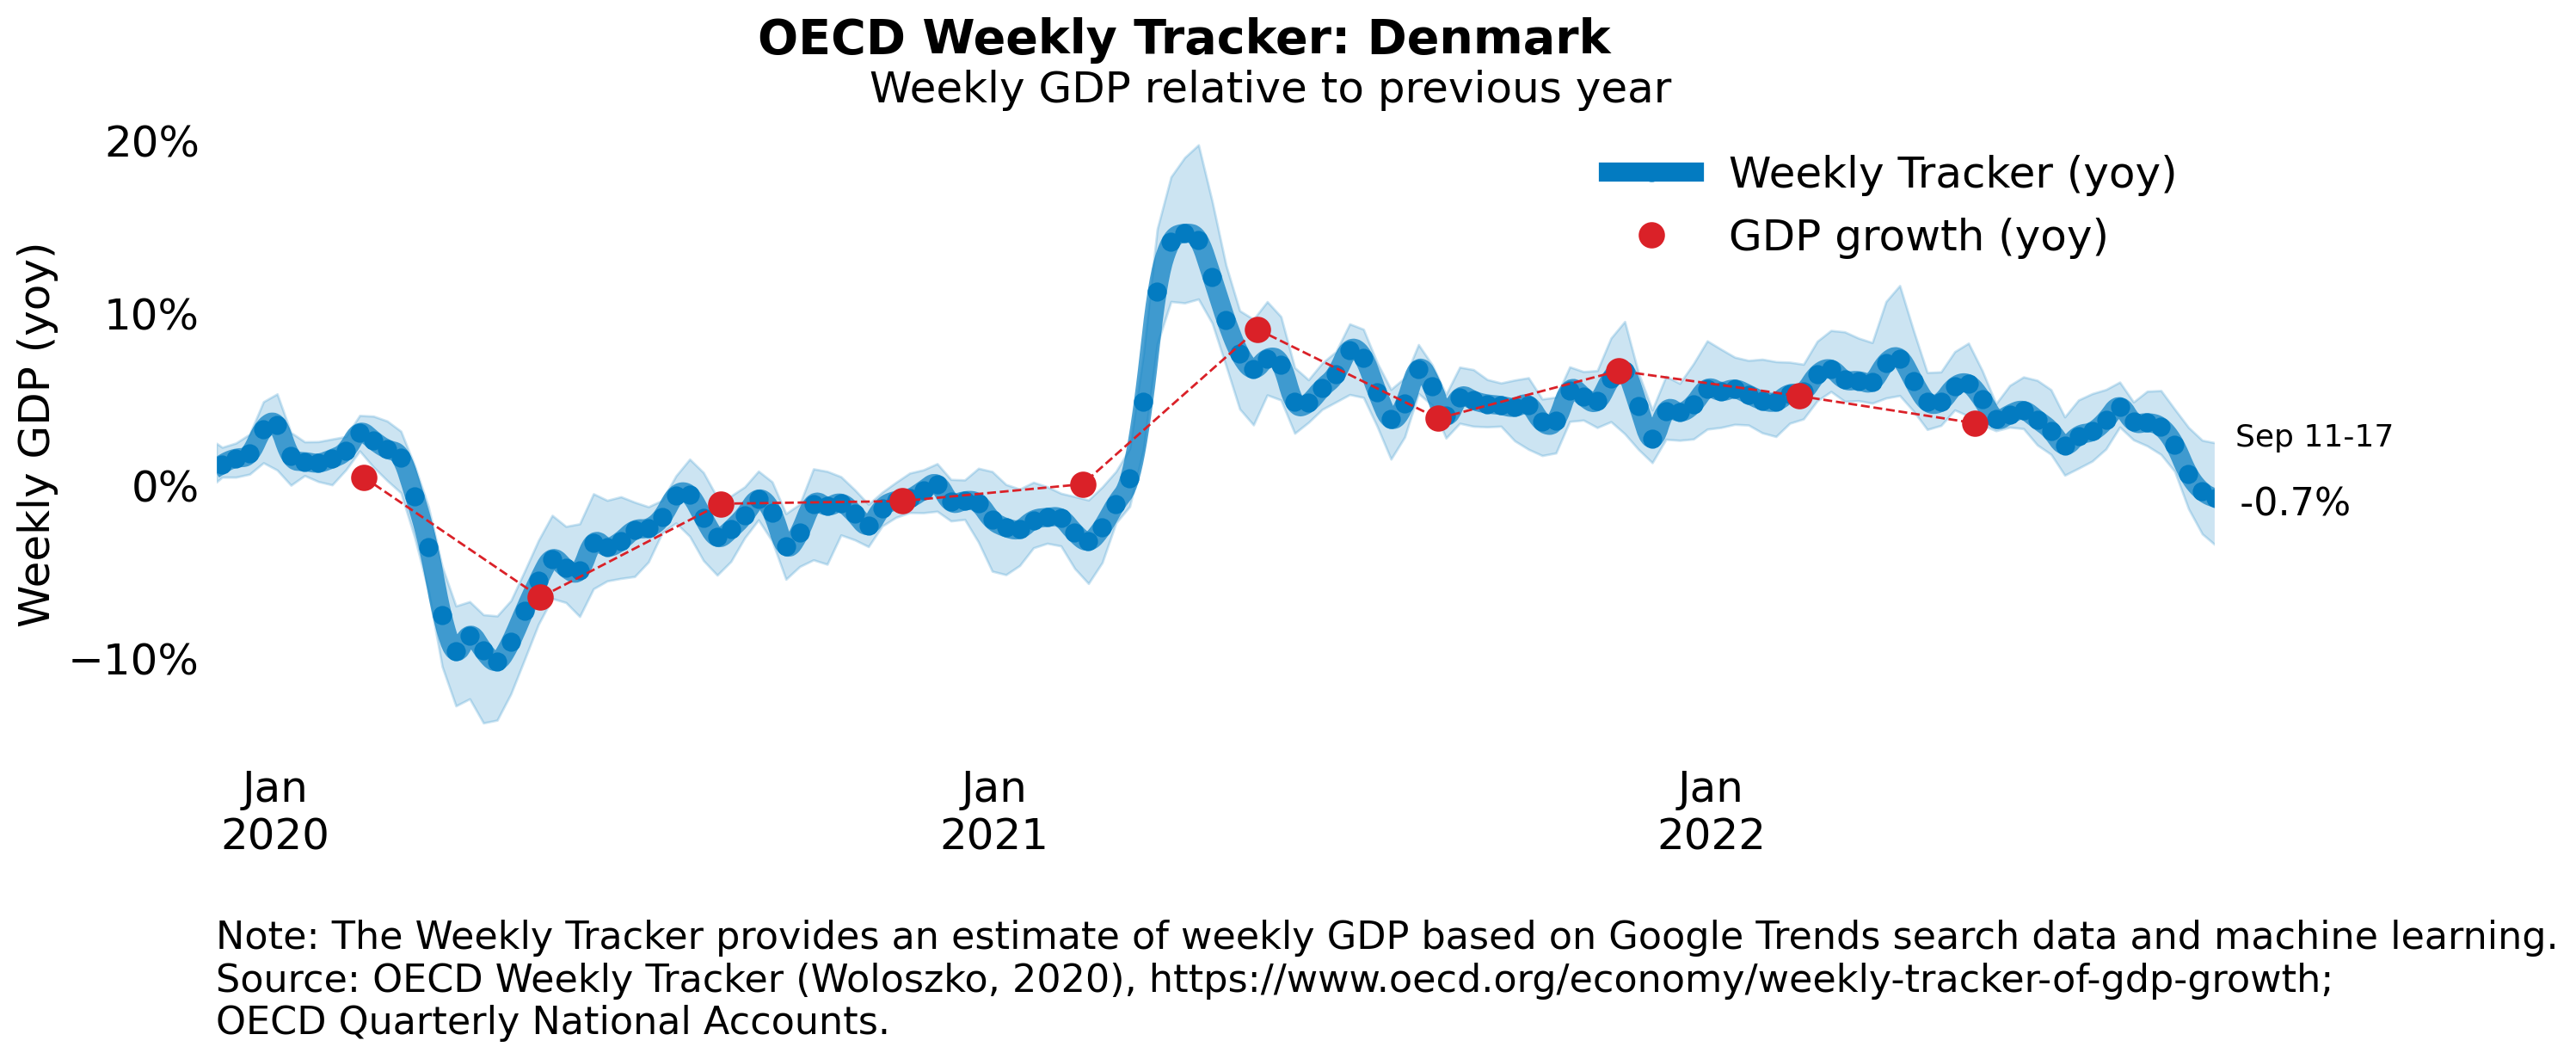 OECD Weekly Tracker: Denmark
Weekly GDP relative to previous year
Weekly GDP (yoy)
20%
10%
0%
−10%
Weekly Tracker (yoy)
GDP growth (yoy)
Sep 11-17
-0.7%
Jan
2020
Jan
2021
Jan
2022
Note: The Weekly Tracker provides an estimate of weekly GDP based on Google Trends search data and machine learning.
Source: OECD Weekly Tracker (Woloszko, 2020), https://www.oecd.org/economy/weekly-tracker-of-gdp-growth;
OECD Quarterly National Accounts.